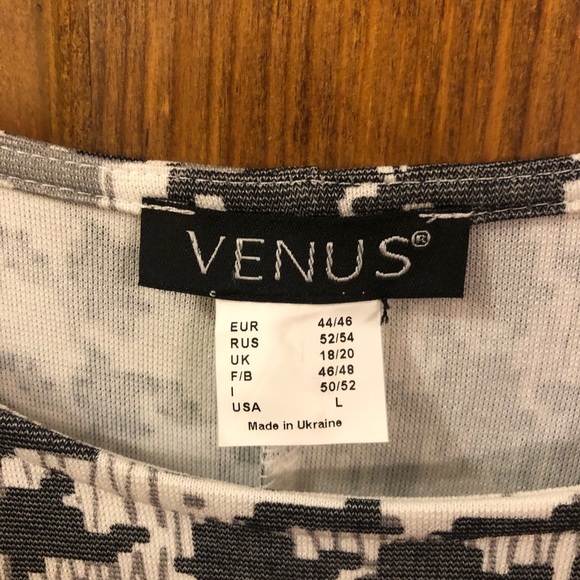 VENUS®
EUR 44/46
RUS 52/54
UK 18/20
F/B 46/48
I 50/52
USA L
Made in Ukraine